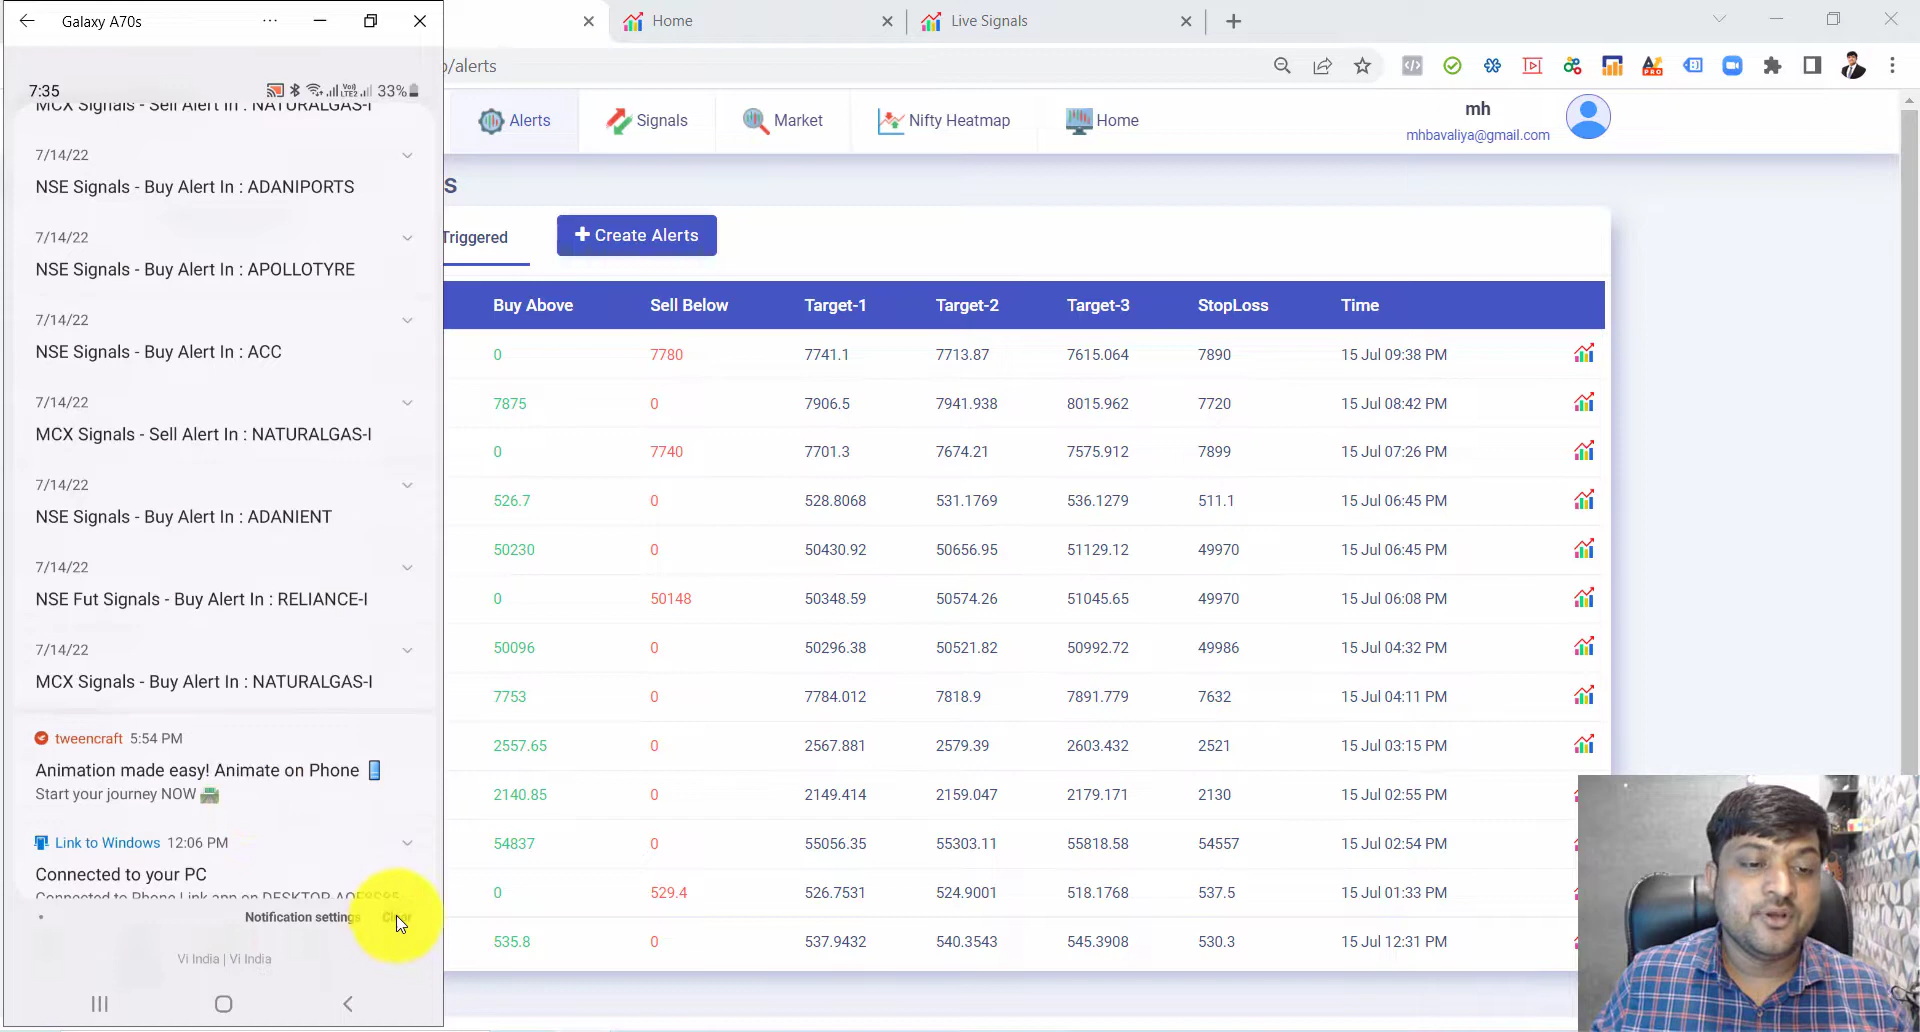 Galaxy A70s
7:35
33%
MCX Signals - Sell Alert In : NATURALGAS-I
7/14/22
NSE Signals - Buy Alert In : ADANIPORTS
7/14/22
NSE Signals - Buy Alert In : APOLLOTYRE
7/14/22
NSE Signals - Buy Alert In : ACC
7/14/22
MCX Signals - Sell Alert In : NATURALGAS-I
7/14/22
NSE Signals - Buy Alert In : ADANIENT
7/14/22
NSE Fut Signals - Buy Alert In : RELIANCE-I
7/14/22
MCX Signals - Buy Alert In : NATURALGAS-I
tweencraft 5:54 PM
Animation made easy! Animate on Phone
Start your journey NOW
Link to Windows 12:06 PM
Connected to your PC
Connected to Phone Link app on
Notification settings Clear
Vi India | Vi India
Home
Live Signals
/alerts
Alerts
Signals
Market
Nifty Heatmap
Home
mh
mhbavaliya@gmail.com
s
Triggered
Create Alerts
Buy Above Sell Below Target-1 Target-2 Target-3 StopLoss Time
0 7780 7741.1 7713.87 7615.064 7890 15 Jul 09:38 PM
7875 0 7906.5 7941.938 8015.962 7720 15 Jul 08:42 PM
0 7740 7701.3 7674.21 7575.912 7899 15 Jul 07:26 PM
526.7 0 528.8068 531.1769 536.1279 511.1 15 Jul 06:45 PM
50230 0 50430.92 50656.95 51129.12 49970 15 Jul 06:45 PM
0 50148 50348.59 50574.26 51045.65 49970 15 Jul 06:08 PM
50096 0 50296.38 50521.82 50992.72 49986 15 Jul 04:32 PM
7753 0 7784.012 7818.9 7891.779 7632 15 Jul 04:11 PM
2557.65 0 2567.881 2579.39 2603.432 2521 15 Jul 03:15 PM
2140.85 0 2149.414 2159.047 2179.171 2130 15 Jul 02:55 PM
54837 0 55056.35 55303.11 55818.58 54557 15 Jul 02:54 PM
0 529.4 526.7531 524.9001 518.1768 537.5 15 Jul 01:33 PM
535.8 0 537.9432 540.3543 545.3908 530.3 15 Jul 12:31 PM